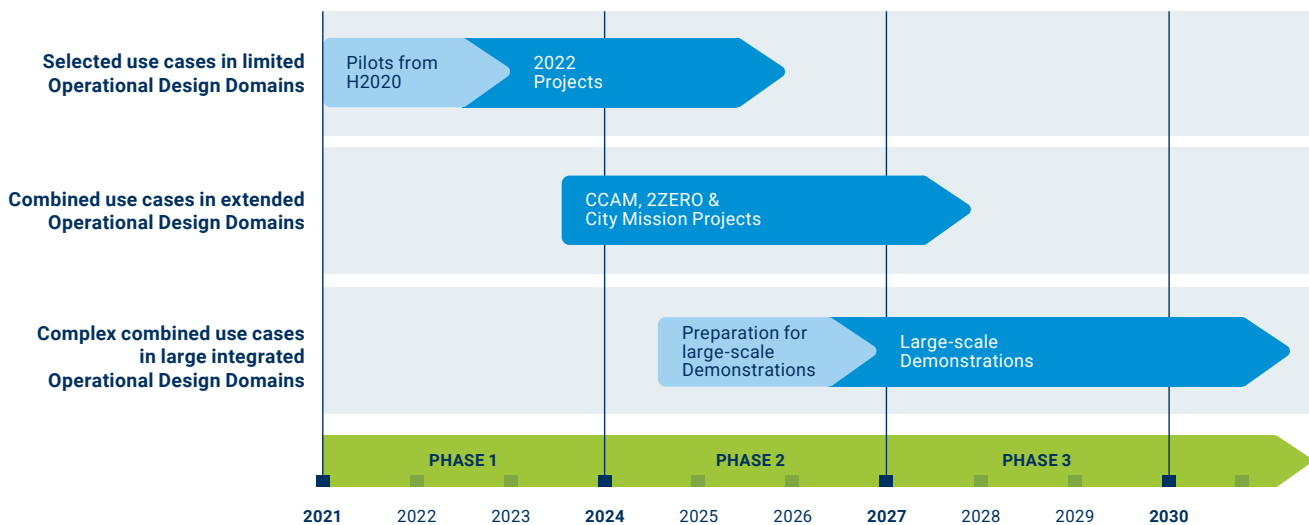 Selected use cases in limited
Operational Design Domains
Pilots from
H2020
2022
Projects
Combined use cases in extended
Operational Design Domains
CCAM, 2ZERO &
City Mission Projects
Complex combined use cases
in large integrated
Operational Design Domains
Preparation for
large-scale
Demonstrations
Large-scale
Demonstrations
PHASE 1 PHASE 2 PHASE 3
2021 2022 2023 2024 2025 2026 2027 2028 2029 2030